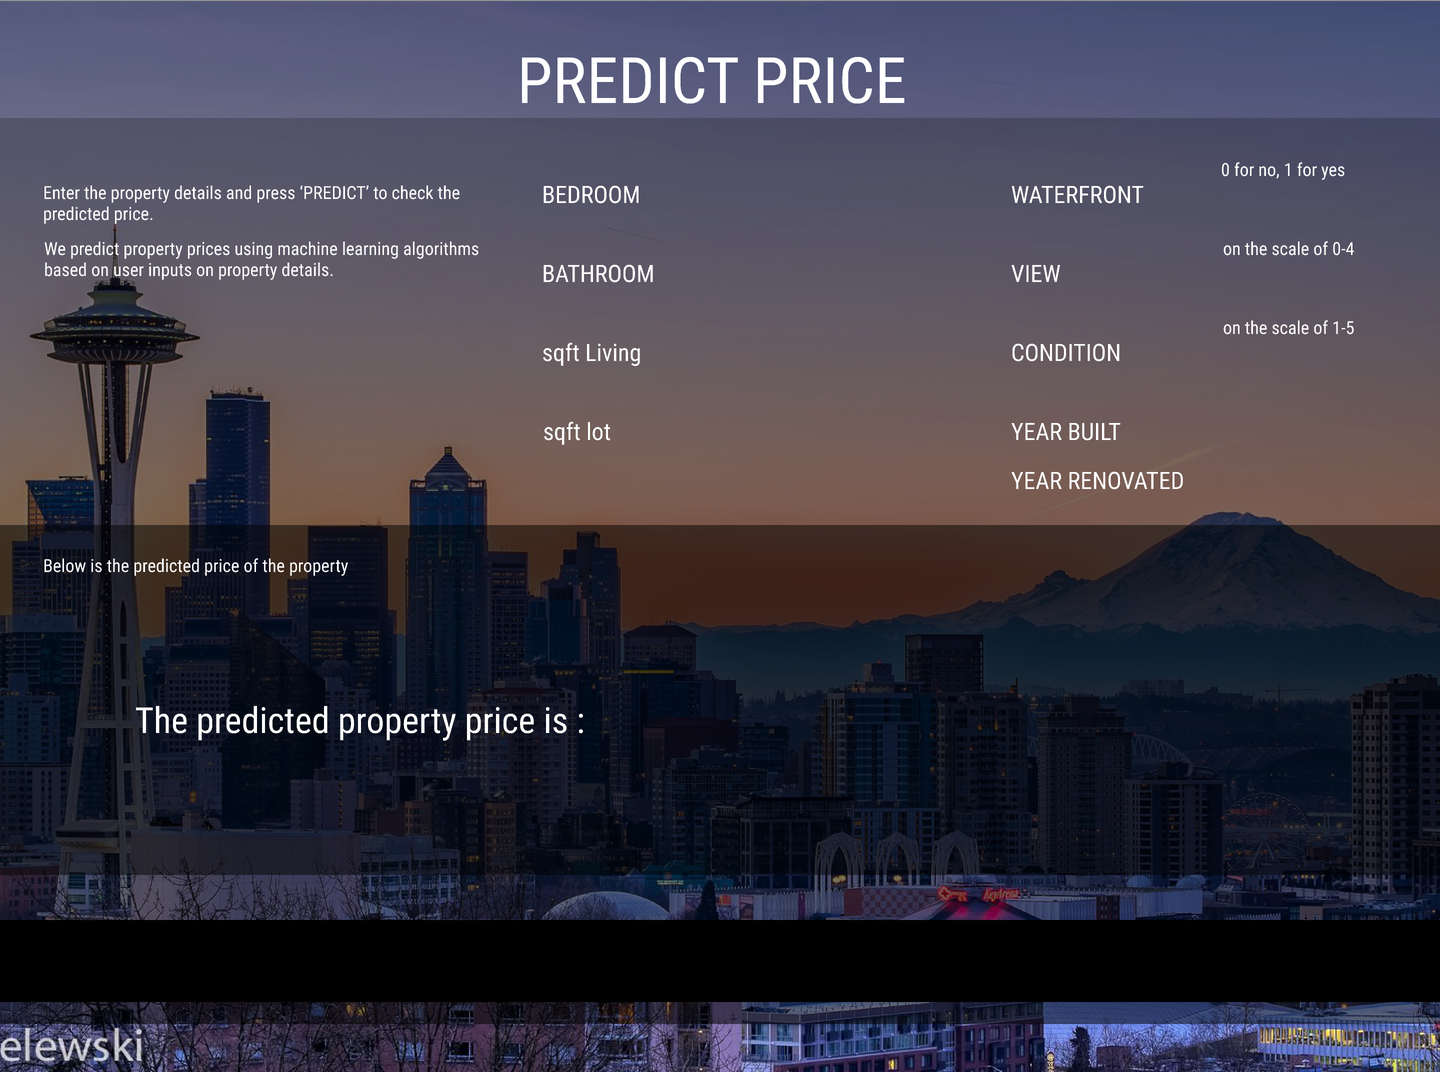 PREDICT PRICE
Enter the property details and press ‘PREDICT’ to check the
predicted price.
We predict property prices using machine learning algorithms
based on user inputs on property details.
BEDROOM
BATHROOM
sqft Living
sqft lot
0 for no, 1 for yes
WATERFRONT
on the scale of 0-4
VIEW
on the scale of 1-5
CONDITION
YEAR BUILT
YEAR RENOVATED
Below is the predicted price of the property
The predicted property price is :
KeyArena
elewski